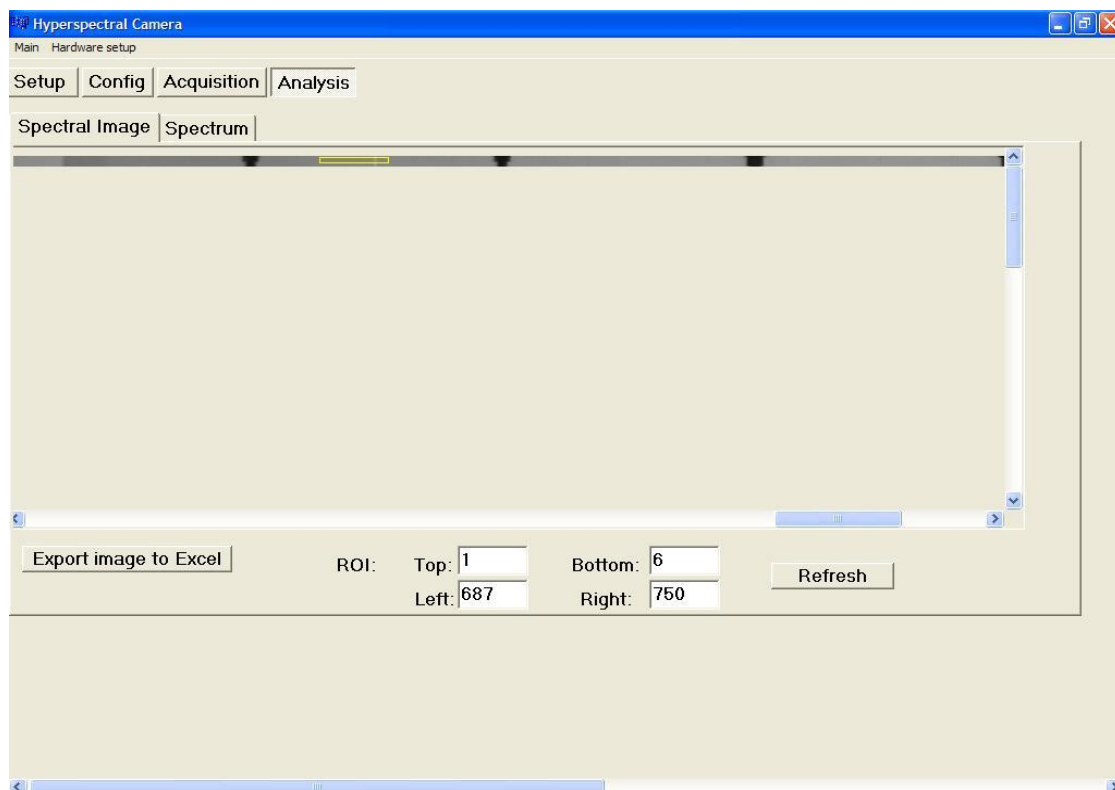 Hyperspectral Camera
Main Hardware setup
Setup Config Acquisition Analysis
Spectral Image Spectrum
Export image to Excel ROI: Top: 1 Bottom: 6 Refresh
Left: 687 Right: 750